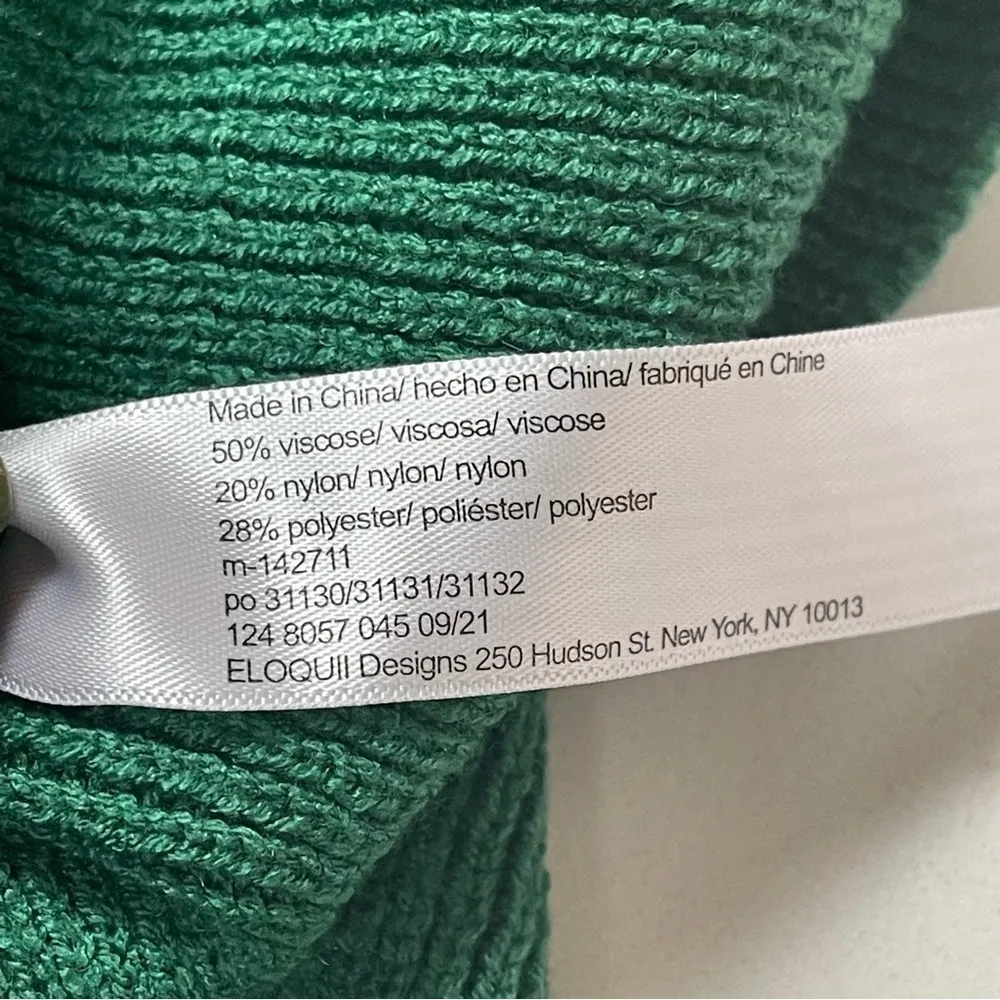 Made in China/ hecho en China/ fabriqué en Chine
50% viscose/ viscosa/ viscose
20% nylon/ nylon/ nylon
28% polyester/ poliéster/ polyester
m-142711
po 31130/31131/31132
124 8057 045 09/21
ELOQUII Designs 250 Hudson St. New York, NY 10013